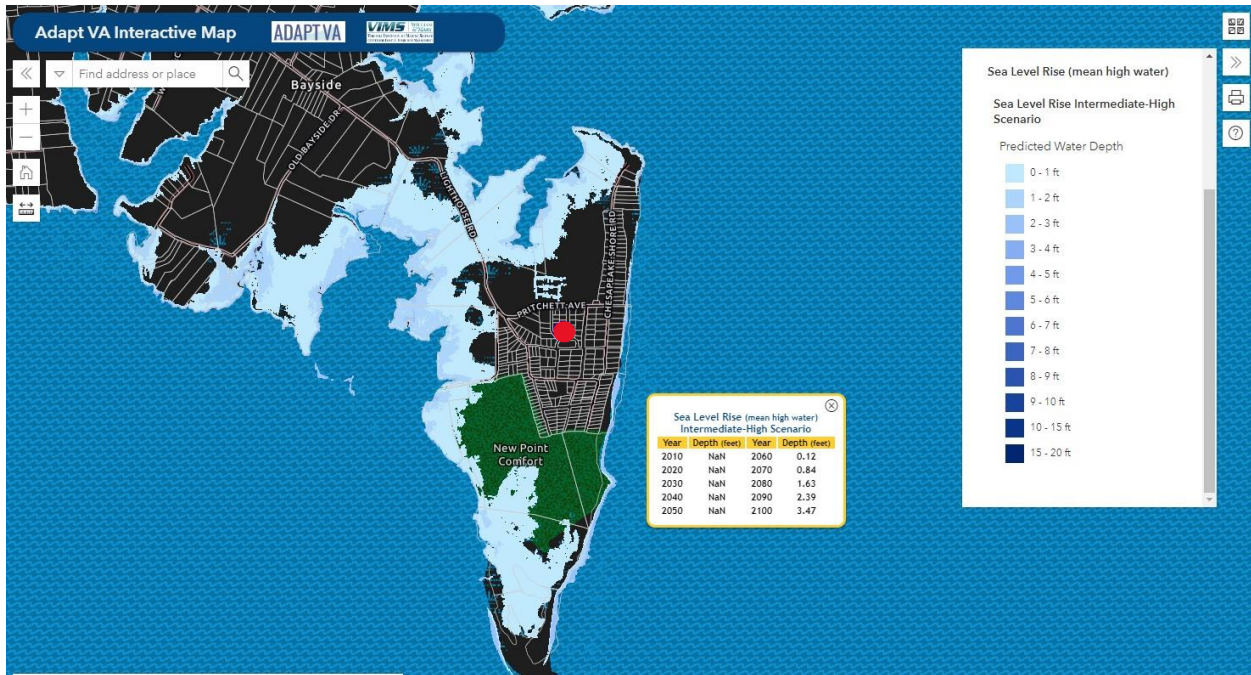 Adapt VA Interactive Map
ADAPT VA
VIMS
Find address or place
Bayside
OLD BAYSIDE DR
LIGHTHOUSE RD
CHESAPEAKE SHORE RD
PRITCHETT AVE
New Point
Comfort
Sea Level Rise (mean high water)
Intermediate-High Scenario
Year Depth (feet) Year Depth (feet)
2010 NaN 2060 0.12
2020 NaN 2070 0.84
2030 NaN 2080 1.63
2040 NaN 2090 2.39
2050 NaN 2100 3.47
Sea Level Rise (mean high water)
Sea Level Rise Intermediate-High
Scenario
Predicted Water Depth
0 - 1 ft
1 - 2 ft
2 - 3 ft
3 - 4 ft
4 - 5 ft
5 - 6 ft
6 - 7 ft
7 - 8 ft
8 - 9 ft
9 - 10 ft
10 - 15 ft
15 - 20 ft